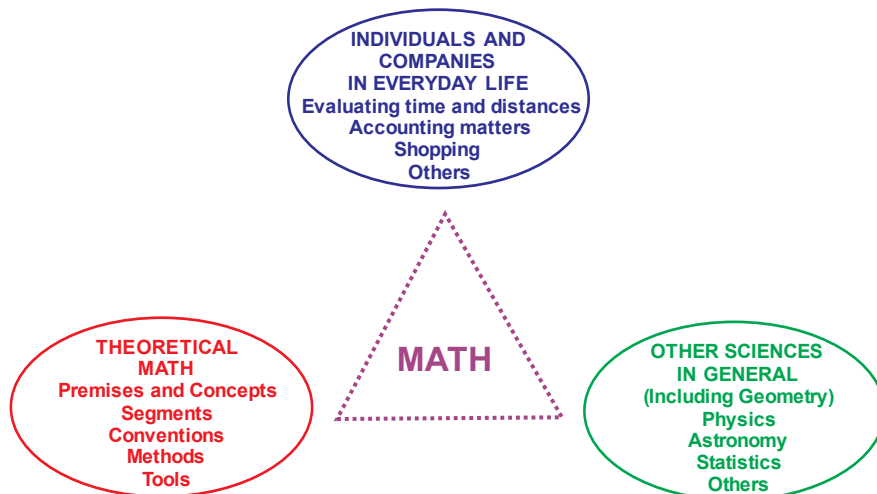 INDIVIDUALS AND
COMPANIES
IN EVERYDAY LIFE
Evaluating time and distances
Accounting matters
Shopping
Others
MATH
THEORETICAL
MATH
Premises and Concepts
Segments
Conventions
Methods
Tools
OTHER SCIENCES
IN GENERAL
(Including Geometry)
Physics
Astronomy
Statistics
Others